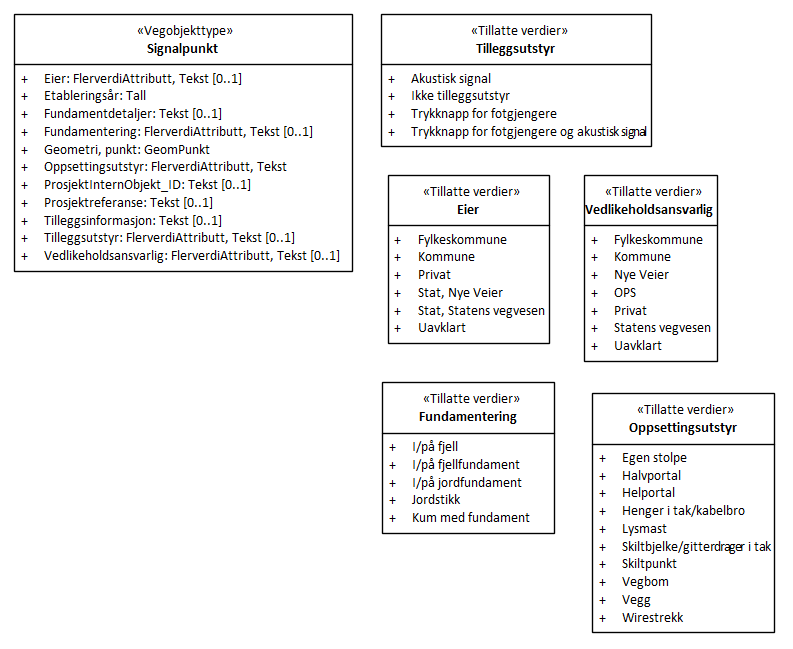 «Vegobjekttype»
Signalpunkt
+ Eier: FlerverdiAttributt, Tekst [0..1]
+ Etableringsår: Tall
+ Fundamentdetaljer: Tekst [0..1]
+ Fundamentering: FlerverdiAttributt, Tekst [0..1]
+ Geometri, punkt: GeomPunkt
+ Oppsettingsutstyr: FlerverdiAttributt, Tekst
+ ProsjektInternObjekt_ID: Tekst [0..1]
+ Prosjektreferanse: Tekst [0..1]
+ Tilleggsinformasjon: Tekst [0..1]
+ Tilleggsutstyr: FlerverdiAttributt, Tekst [0..1]
+ Vedlikeholdsansvarlig: FlerverdiAttributt, Tekst [0..1]
«Tillatte verdier»
Tilleggsutstyr
+ Akustisk signal
+ Ikke tilleggsutstyr
+ Trykknapp for fotgjengere
+ Trykknapp for fotgjengere og akustisk signal
«Tillatte verdier»
Eier
+ Fylkeskommune
+ Kommune
+ Privat
+ Stat, Nye Veier
+ Stat, Statens vegvesen
+ Uavklart
«Tillatte verdier»
Vedlikeholdsansvarlig
+ Fylkeskommune
+ Kommune
+ Nye Veier
+ OPS
+ Privat
+ Statens vegvesen
+ Uavklart
«Tillatte verdier»
Fundamentering
+ I/på fjell
+ I/på fjellfundament
+ I/på jordfundament
+ Jordstikk
+ Kum med fundament
«Tillatte verdier»
Oppsettingsutstyr
+ Egen stolpe
+ Halvportal
+ Helportal
+ Henger i tak/kabelbro
+ Lysmast
+ Skiltbjelke/gitterdrager i tak
+ Skiltpunkt
+ Vegbom
+ Vegg
+ Wirestrekk